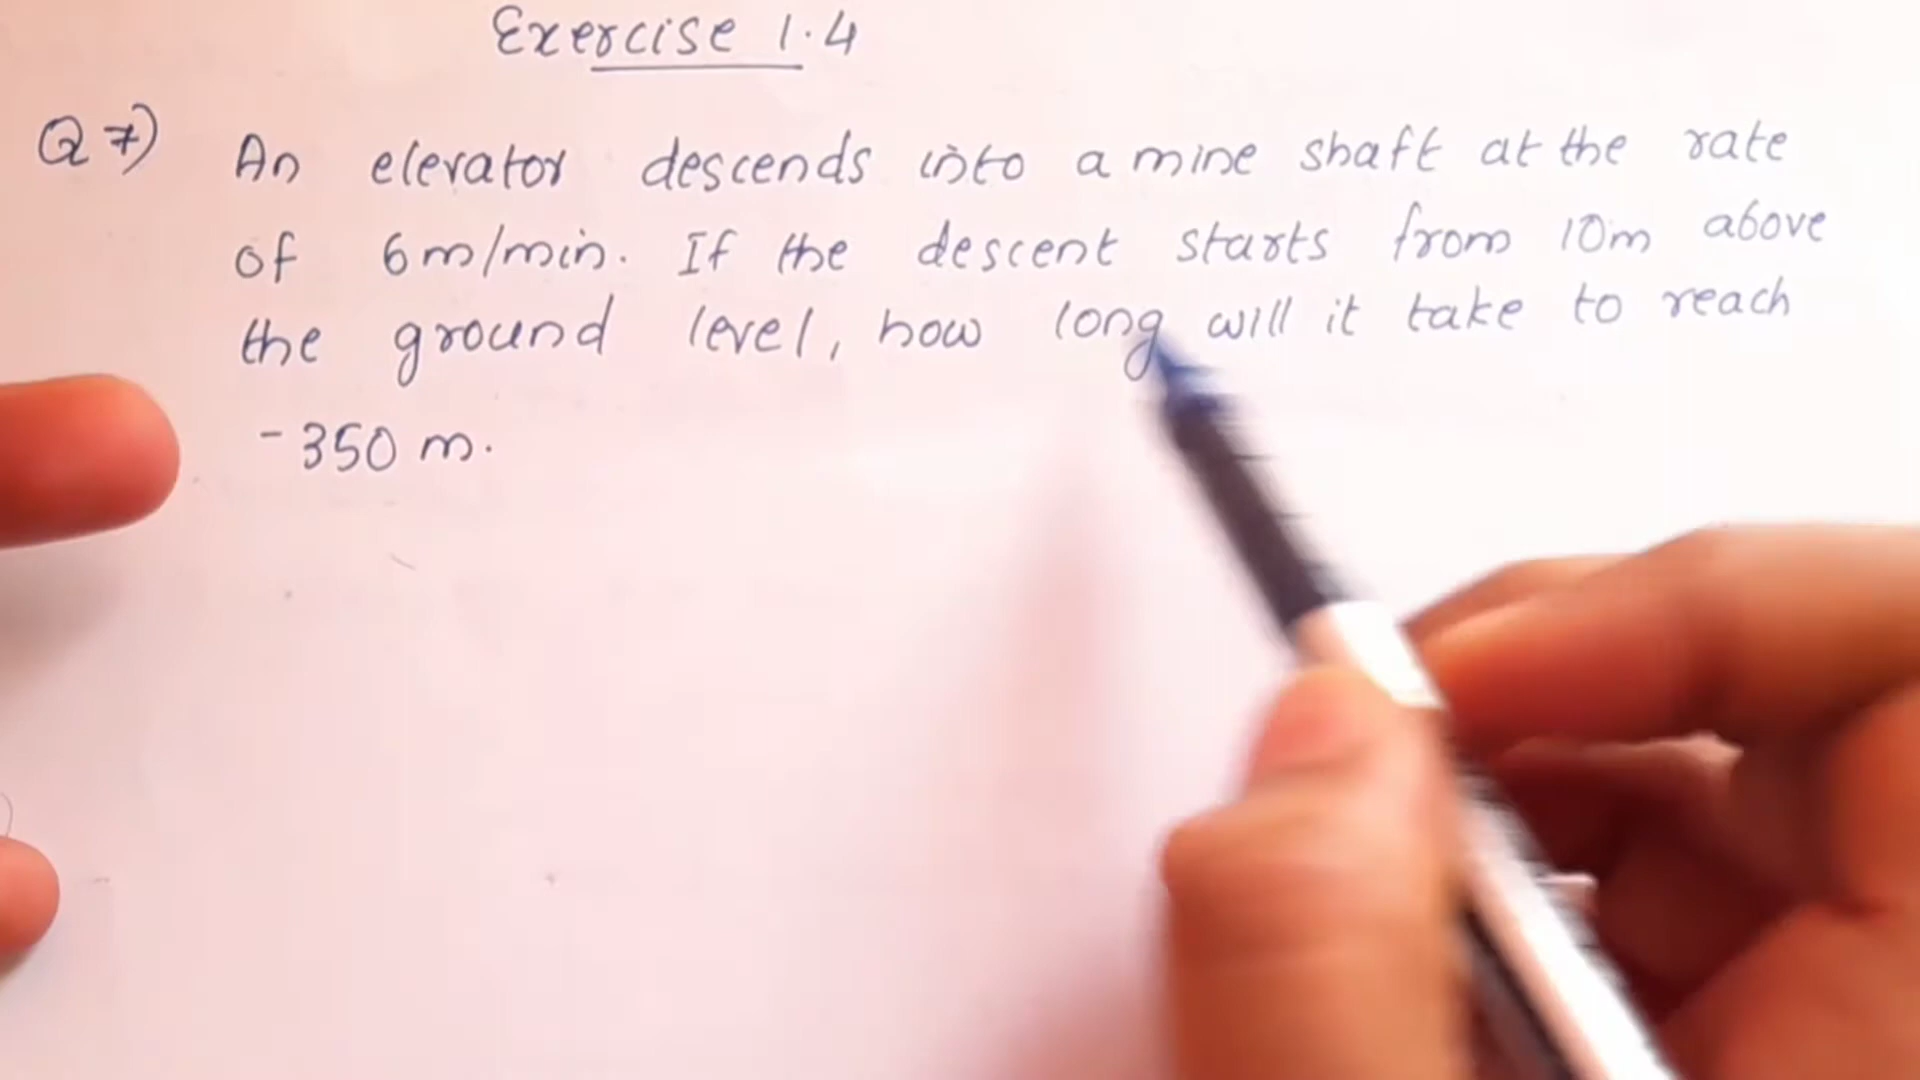 Exercise 1.4
Q 7) An elevator descends into a mine shaft at the rate
of 6m/min. If the descent starts from 10m above
the ground level, how long will it take to reach
-350 m.